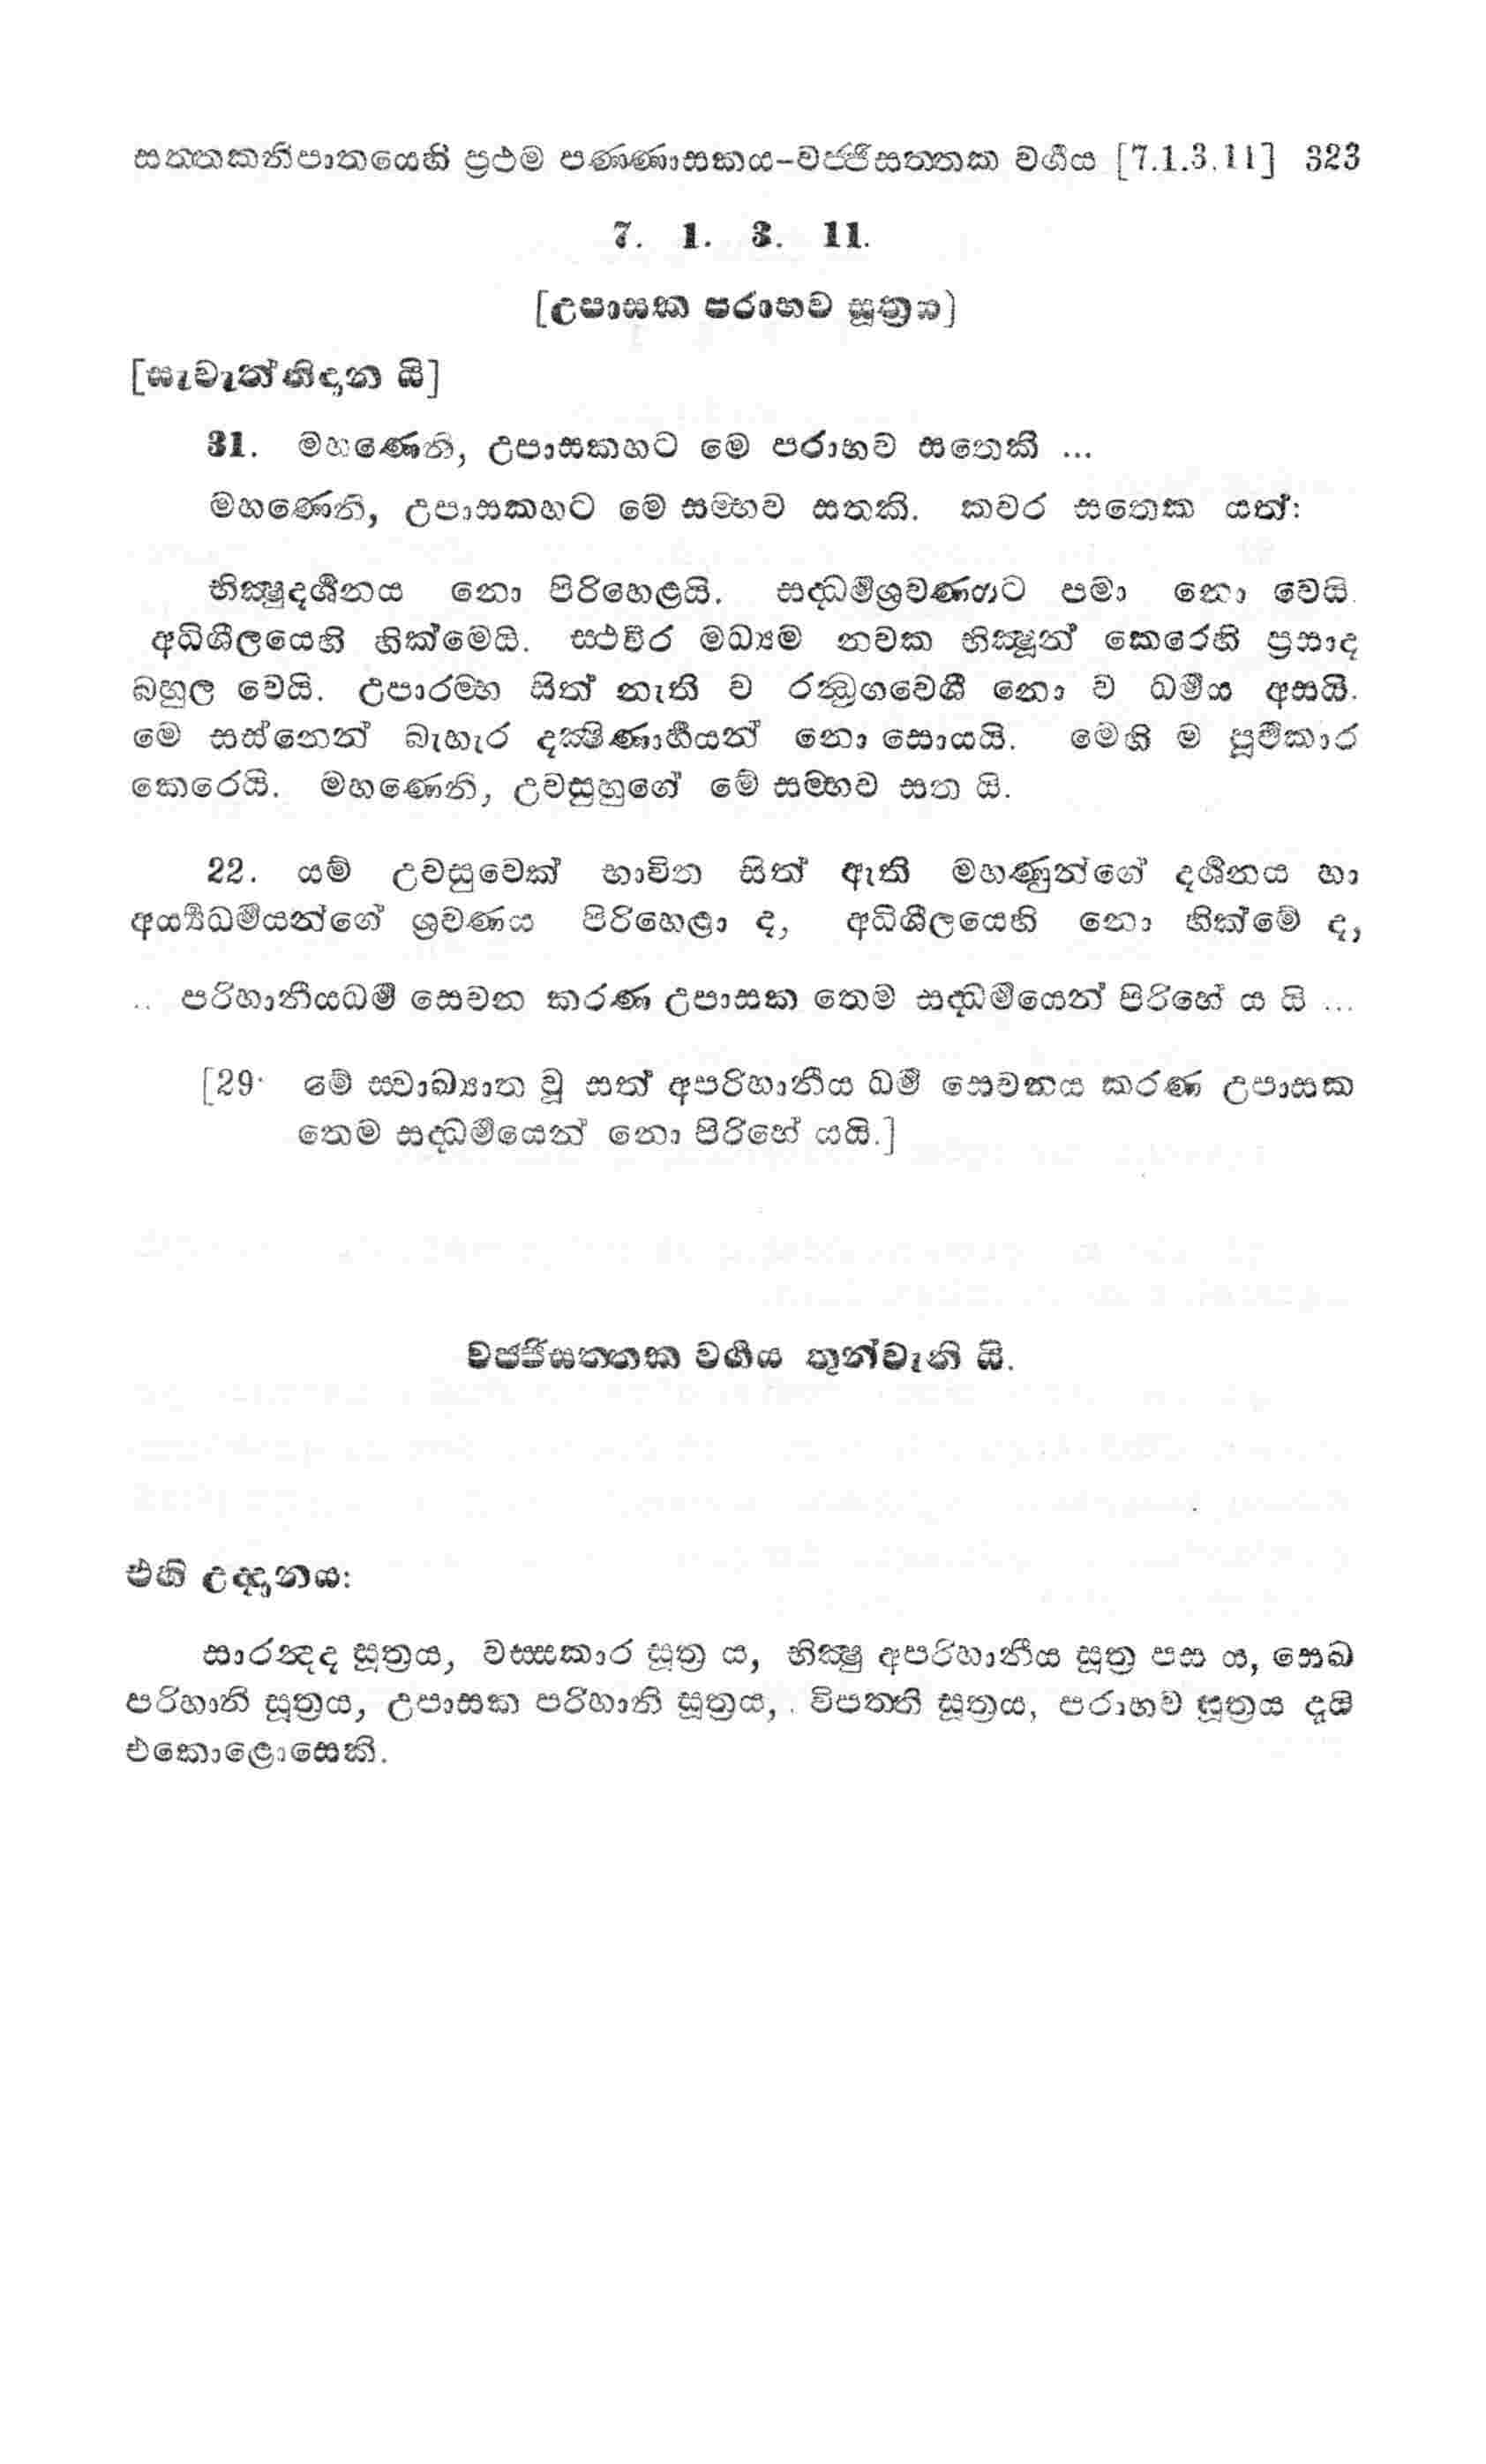 සත්තකනිපාතයෙහි ප්‍රථම පණ්ණාසකය-වජ්ජිසත්තක වර්‍ගය [7.1.3.11] 323
7. 1. 3. 11.
[උපාසක පරාභව සූත්‍රය]
[සැවැත්නිදාන යි]
31. මහණෙනි, උපාසකහට මෙ පරාභව සතෙකි ...
මහණෙනි, උපාසකහට මෙ සම්භව සතකි. කවර සතෙක යත්:
භික්‍ෂුදර්‍ශනය නො පිරිහෙළයි. සද්ධර්‍මශ්‍රවණයට පමා නො වෙයි.
අධිශීලයෙහි හික්මෙයි. ස්ථවිර මධ්‍යම නවක භික්‍ෂූන් කෙරෙහි ප්‍රසාද
බහුල වෙයි. උපාරම්භ සිත් නැති ව රන්ධ්‍රගවෙශී නො ව ධර්‍මය අසයි.
මෙ සස්නෙන් බැහැර දක්‍ෂිණාර්‍හයන් නො සොයයි. මෙහි ම පූර්‍වකාර
කෙරෙයි. මහණෙනි, උවසුහුගේ මේ සම්භව සත යි.
22. යම් උවසුවෙක් භාවිත සිත් ඇති මහණුන්ගේ දර්‍ශනය හා
අර්‍ය්‍යධර්‍මයන්ගේ ශ්‍රවණය පිරිහෙළා ද, අධිශීලයෙහි නො හික්මේ ද,
.. පරිහානීයධර්‍ම සෙවන කරණ උපාසක තෙම සද්ධර්‍මයෙන් පිරිහේ ය යි ...
[29. මේ ස්වාඛ්‍යාත වූ සත් අපරිහානීය ධර්‍ම සෙවනය කරණ උපාසක
තෙම සද්ධර්‍මයෙන් නො පිරිහේ යයි.]
වජ්ජිසත්තක වර්‍ගය තුන්වැනි යි.
එහි උද්දානය:
සාරන්දද සූත්‍රය, වස්සකාර සූත්‍ර ය, භික්‍ෂු අපරිහානීය සූත්‍ර පස ය, සෙඛ
පරිහානි සූත්‍රය, උපාසක පරිහානි සූත්‍රය, විපත්ති සූත්‍රය, පරාභව සූත්‍රය දැයි
එකොළොසෙකි.